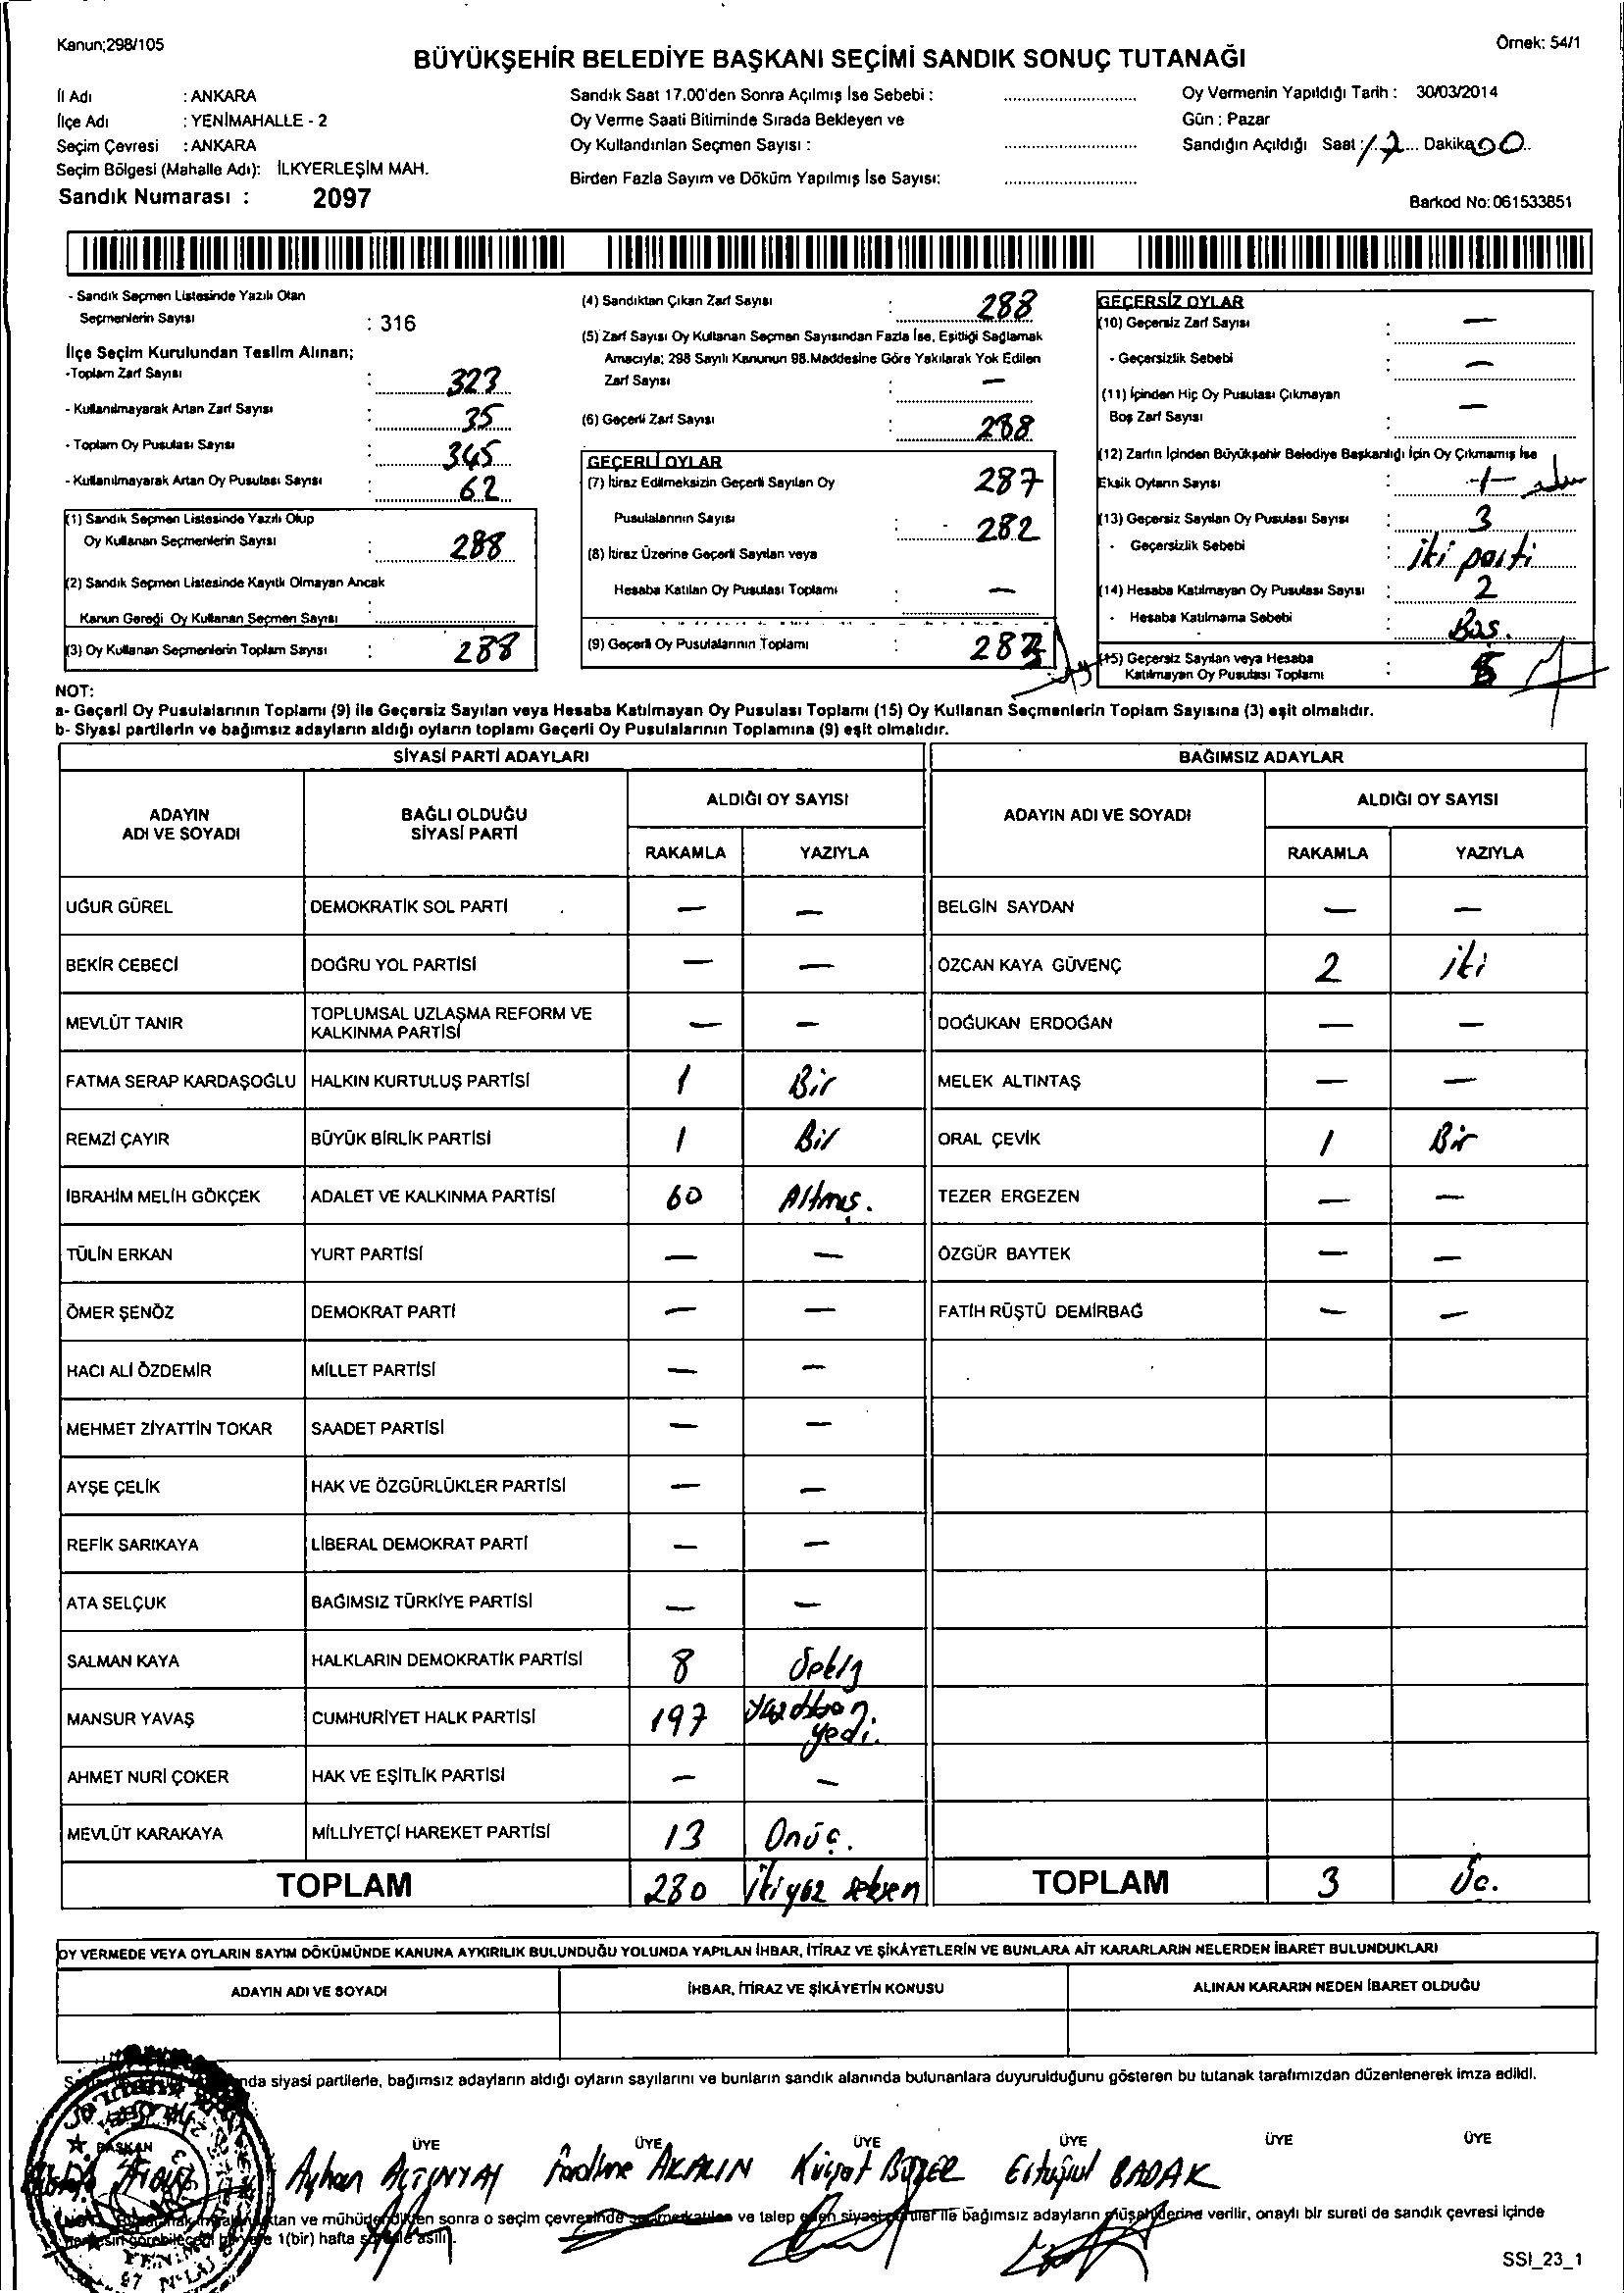 Kanun;298/105
Örnek: 54/1
BÜYÜKŞEHİR BELEDİYE BAŞKANI SEÇİMİ SANDIK SONUÇ TUTANAĞI
İl Adı : ANKARA
İlçe Adı : YENİMAHALLE - 2
Seçim Çevresi : ANKARA
Seçim Bölgesi (Mahalle Adı): İLKYERLEŞİM MAH.
Sandık Numarası : 2097
Sandık Saat 17.00'den Sonra Açılmış İse Sebebi :
Oy Verme Saati Bitiminde Sırada Bekleyen ve
Oy Kullandırılan Seçmen Sayısı :
Birden Fazla Sayım ve Döküm Yapılmış İse Sayısı:
Oy Vermenin Yapıldığı Tarih : 30/03/2014
Gün : Pazar
Sandığın Açıldığı Saat : 17 Dakika 00
Barkod No: 061533851
- Sandık Seçmen Listesinde Yazılı Olan
Seçmenlerin Sayısı : 316
İlçe Seçim Kurulundan Teslim Alınan;
-Toplam Zarf Sayısı : 323
- Kullanılmayarak Artan Zarf Sayısı : 35
- Toplam Oy Pusulası Sayısı : 345
- Kullanılmayarak Artan Oy Pusulası Sayısı : 62
(1) Sandık Seçmen Listesinde Yazılı Olup
Oy Kullanan Seçmenlerin Sayısı : 288
(2) Sandık Seçmen Listesinde Kayıtlı Olmayan Ancak
Kanun Gereği Oy Kullanan Seçmen Sayısı :
(3) Oy Kullanan Seçmenlerin Toplam Sayısı : 288
(4) Sandıktan Çıkan Zarf Sayısı : 288
(5) Zarf Sayısı Oy Kullanan Seçmen Sayısından Fazla İse, Eşitliği Sağlamak
Amacıyla; 298 Sayılı Kanunun 98.Maddesine Göre Yakılarak Yok Edilen
Zarf Sayısı : —
(6) Geçerli Zarf Sayısı : 288
GEÇERLİ OYLAR
(7) İtiraz Edilmeksizin Geçerli Sayılan Oy 287
Pusulalarının Sayısı : 282
(8) İtiraz Üzerine Geçerli Sayılan veya
Hesaba Katılan Oy Pusulası Toplamı : —
(9) Geçerli Oy Pusulalarının Toplamı : 283
GEÇERSİZ OYLAR
(10) Geçersiz Zarf Sayısı : —
- Geçersizlik Sebebi : —
(11) İçinden Hiç Oy Pusulası Çıkmayan
Boş Zarf Sayısı : —
(12) Zarfın İçinden Büyükşehir Belediye Başkanlığı İçin Oy Çıkmamış İse
Eksik Oyların Sayısı :
(13) Geçersiz Sayılan Oy Pusulası Sayısı : 3
- Geçersizlik Sebebi : iki parti
(14) Hesaba Katılmayan Oy Pusulası Sayısı : 2
- Hesaba Katılmama Sebebi : Boş.
(15) Geçersiz Sayılan veya Hesaba
Katılmayan Oy Pusulası Toplamı : 5
NOT:
a- Geçerli Oy Pusulalarının Toplamı (9) ile Geçersiz Sayılan veya Hesaba Katılmayan Oy Pusulası Toplamı (15) Oy Kullanan Seçmenlerin Toplam Sayısına (3) eşit olmalıdır.
b- Siyasi partilerin ve bağımsız adayların aldığı oyların toplamı Geçerli Oy Pusulalarının Toplamına (9) eşit olmalıdır.
SİYASİ PARTİ ADAYLARI
BAĞIMSIZ ADAYLAR
ADAYIN
ADI VE SOYADI
BAĞLI OLDUĞU
SİYASİ PARTİ
ALDIĞI OY SAYISI
RAKAMLA YAZIYLA
ADAYIN ADI VE SOYADI
ALDIĞI OY SAYISI
RAKAMLA YAZIYLA
UĞUR GÜREL DEMOKRATİK SOL PARTİ — — BELGİN SAYDAN — —
BEKİR CEBECİ DOĞRU YOL PARTİSİ — — ÖZCAN KAYA GÜVENÇ 2 iki
MEVLÜT TANIR TOPLUMSAL UZLAŞMA REFORM VE
KALKINMA PARTİSİ — — DOĞUKAN ERDOĞAN — —
FATMA SERAP KARDAŞOĞLU HALKIN KURTULUŞ PARTİSİ 1 Bir MELEK ALTINTAŞ — —
REMZİ ÇAYIR BÜYÜK BİRLİK PARTİSİ 1 Bir ORAL ÇEVİK 1 Bir
İBRAHİM MELİH GÖKÇEK ADALET VE KALKINMA PARTİSİ 60 Altmış. TEZER ERGEZEN — —
TÜLİN ERKAN YURT PARTİSİ — — ÖZGÜR BAYTEK — —
ÖMER ŞENÖZ DEMOKRAT PARTİ — — FATİH RÜŞTÜ DEMİRBAĞ — —
HACI ALİ ÖZDEMİR MİLLET PARTİSİ — —
MEHMET ZİYATTİN TOKAR SAADET PARTİSİ — —
AYŞE ÇELİK HAK VE ÖZGÜRLÜKLER PARTİSİ — —
REFİK SARIKAYA LİBERAL DEMOKRAT PARTİ — —
ATA SELÇUK BAĞIMSIZ TÜRKİYE PARTİSİ — —
SALMAN KAYA HALKLARIN DEMOKRATİK PARTİSİ 8 Sekiz
MANSUR YAVAŞ CUMHURİYET HALK PARTİSİ 197 yüzdoksan
yedi.
AHMET NURİ ÇOKER HAK VE EŞİTLİK PARTİSİ — —
MEVLÜT KARAKAYA MİLLİYETÇİ HAREKET PARTİSİ 13 Onüç.
TOPLAM 280 ikiyüz seksen TOPLAM 3 Üç.
OY VERMEDE VEYA OYLARIN SAYIM DÖKÜMÜNDE KANUNA AYKIRILIK BULUNDUĞU YOLUNDA YAPILAN İHBAR, İTİRAZ VE ŞİKÂYETLERİN VE BUNLARA AİT KARARLARIN NELERDEN İBARET BULUNDUKLARI
ADAYIN ADI VE SOYADI İHBAR, İTİRAZ VE ŞİKÂYETİN KONUSU ALINAN KARARIN NEDEN İBARET OLDUĞU
siyasi partilerle, bağımsız adayların aldığı oyların sayılarını ve bunların sandık alanında bulunanlara duyurulduğunu gösteren bu tutanak tarafımızdan düzenlenerek imza edildi.
BAŞKAN ÜYE ÜYE ÜYE ÜYE ÜYE ÜYE
Ayhan ALTINYAY AKALIN Kürşat Ertuğrul BADAK
ve mühürlendikten sonra o seçim çevresinde ve talep eden siyasi partiler ile bağımsız adayların müşahitlerine verilir, onaylı bir sureti de sandık çevresi içinde
1(bir) hafta süreyle asılır.
SSI_23_1